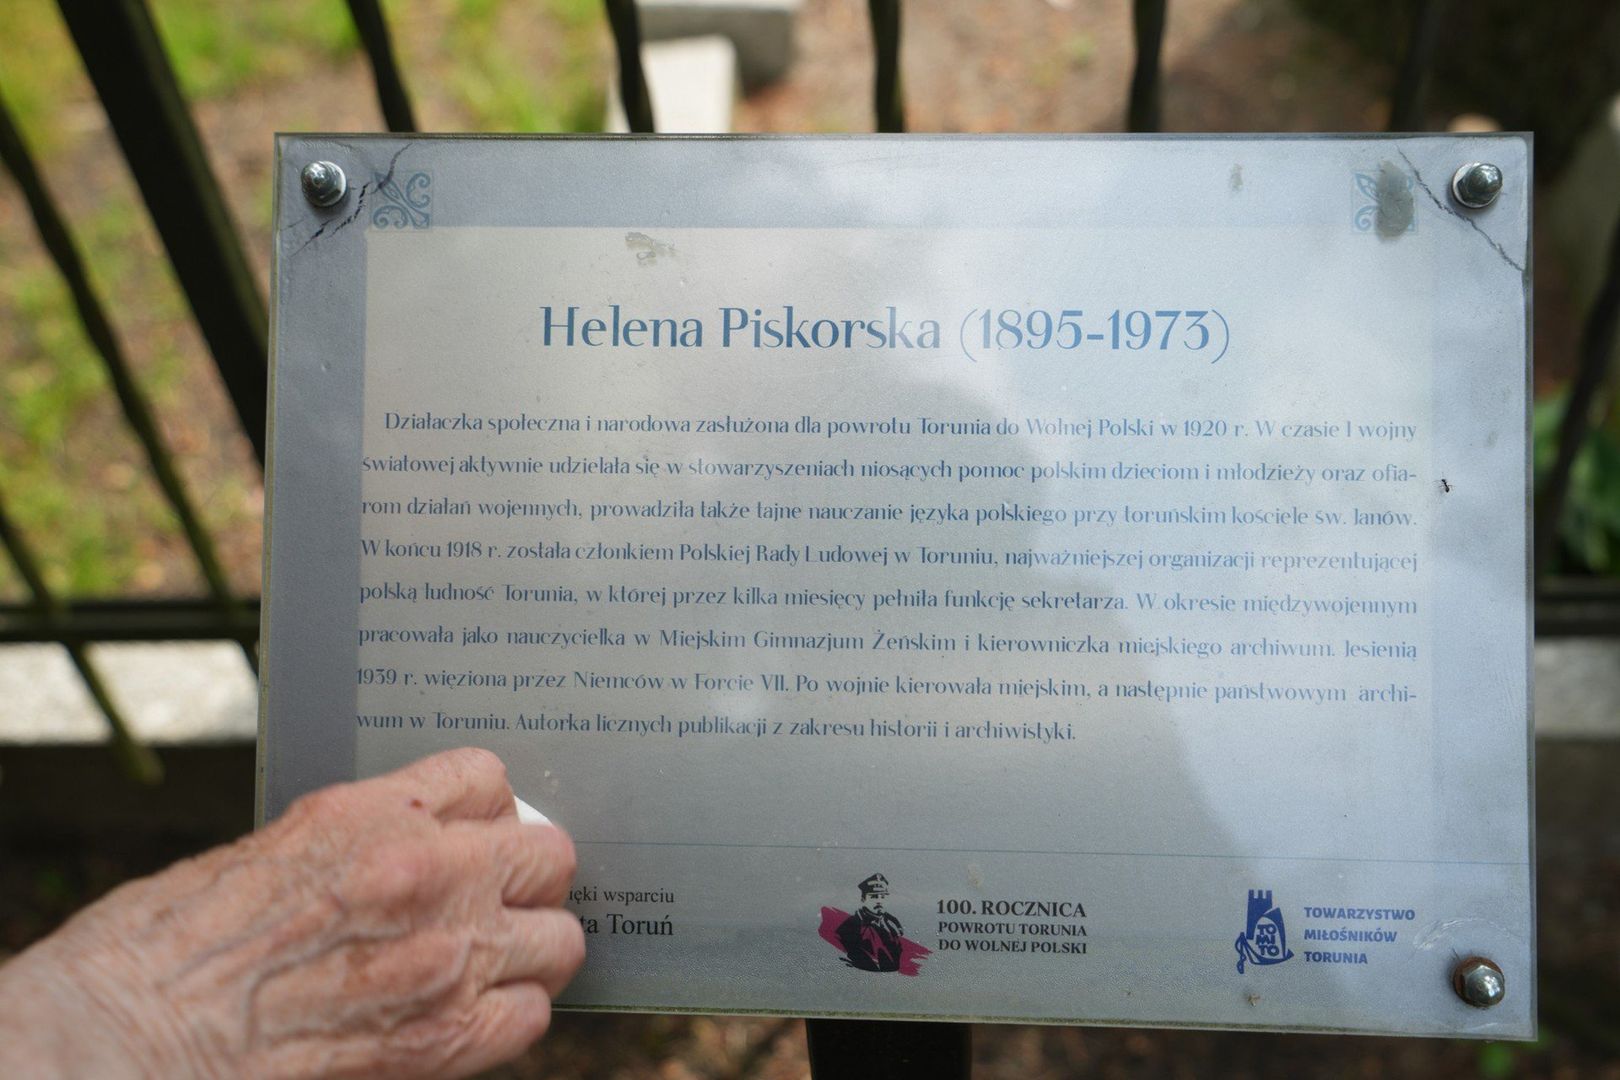 Helena Piskorska (1895-1973)
Działaczka społeczna i narodowa zasłużona dla powrotu Torunia do Wolnej Polski w 1920 r. W czasie I wojny
światowej aktywnie udzielała się w stowarzyszeniach niosących pomoc polskim dzieciom i młodzieży oraz ofia-
rom działań wojennych, prowadziła także tajne nauczanie języka polskiego przy toruńskim kościele św. Janów.
W końcu 1918 r. została członkiem Polskiej Rady Ludowej w Toruniu, najważniejszej organizacji reprezentującej
polską ludność Torunia, w której przez kilka miesięcy pełniła funkcję sekretarza. W okresie międzywojennym
pracowała jako nauczycielka w Miejskim Gimnazjum Żeńskim i kierowniczka miejskiego archiwum. Jesienią
1939 r. więziona przez Niemców w Forcie VII. Po wojnie kierowała miejskim, a następnie państwowym archi-
wum w Toruniu. Autorka licznych publikacji z zakresu historii i archiwistyki.
wsparciu
Toruń
100. ROCZNICA
POWROTU TORUNIA
DO WOLNEJ POLSKI
TOMITO
TOWARZYSTWO
MIŁOŚNIKÓW
TORUNIA